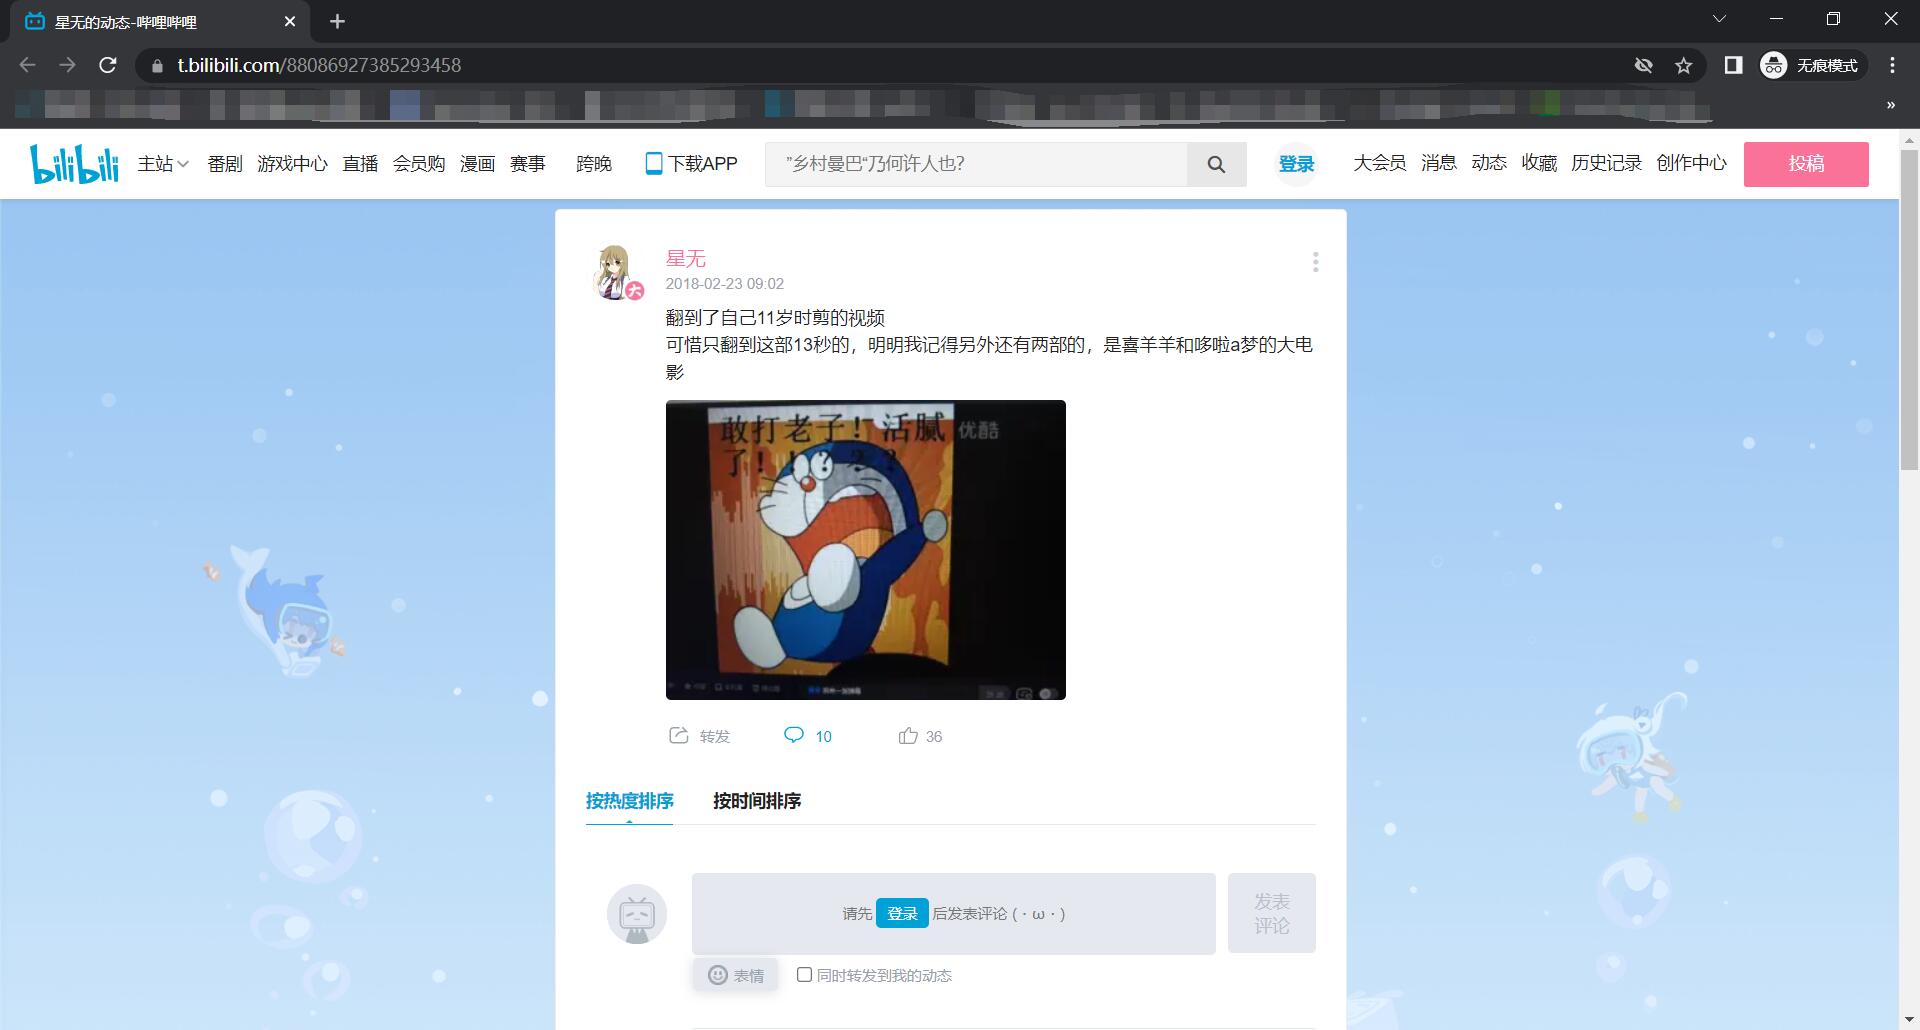 星无的动态-哔哩哔哩
t.bilibili.com/88086927385293458
无痕模式
bilibili
主站 番剧 游戏中心 直播 会员购 漫画 赛事 跨晚 下载APP
"乡村曼巴"乃何许人也?
登录 大会员 消息 动态 收藏 历史记录 创作中心 投稿
星无
大
2018-02-23 09:02
翻到了自己11岁时剪的视频
可惜只翻到这部13秒的，明明我记得另外还有两部的，是喜羊羊和哆啦a梦的大电
影
敢打老子！活腻 优酷
了！！？？？
转发 10 36
按热度排序 按时间排序
请先 登录 后发表评论 (・ω・)
发表
评论
表情 同时转发到我的动态